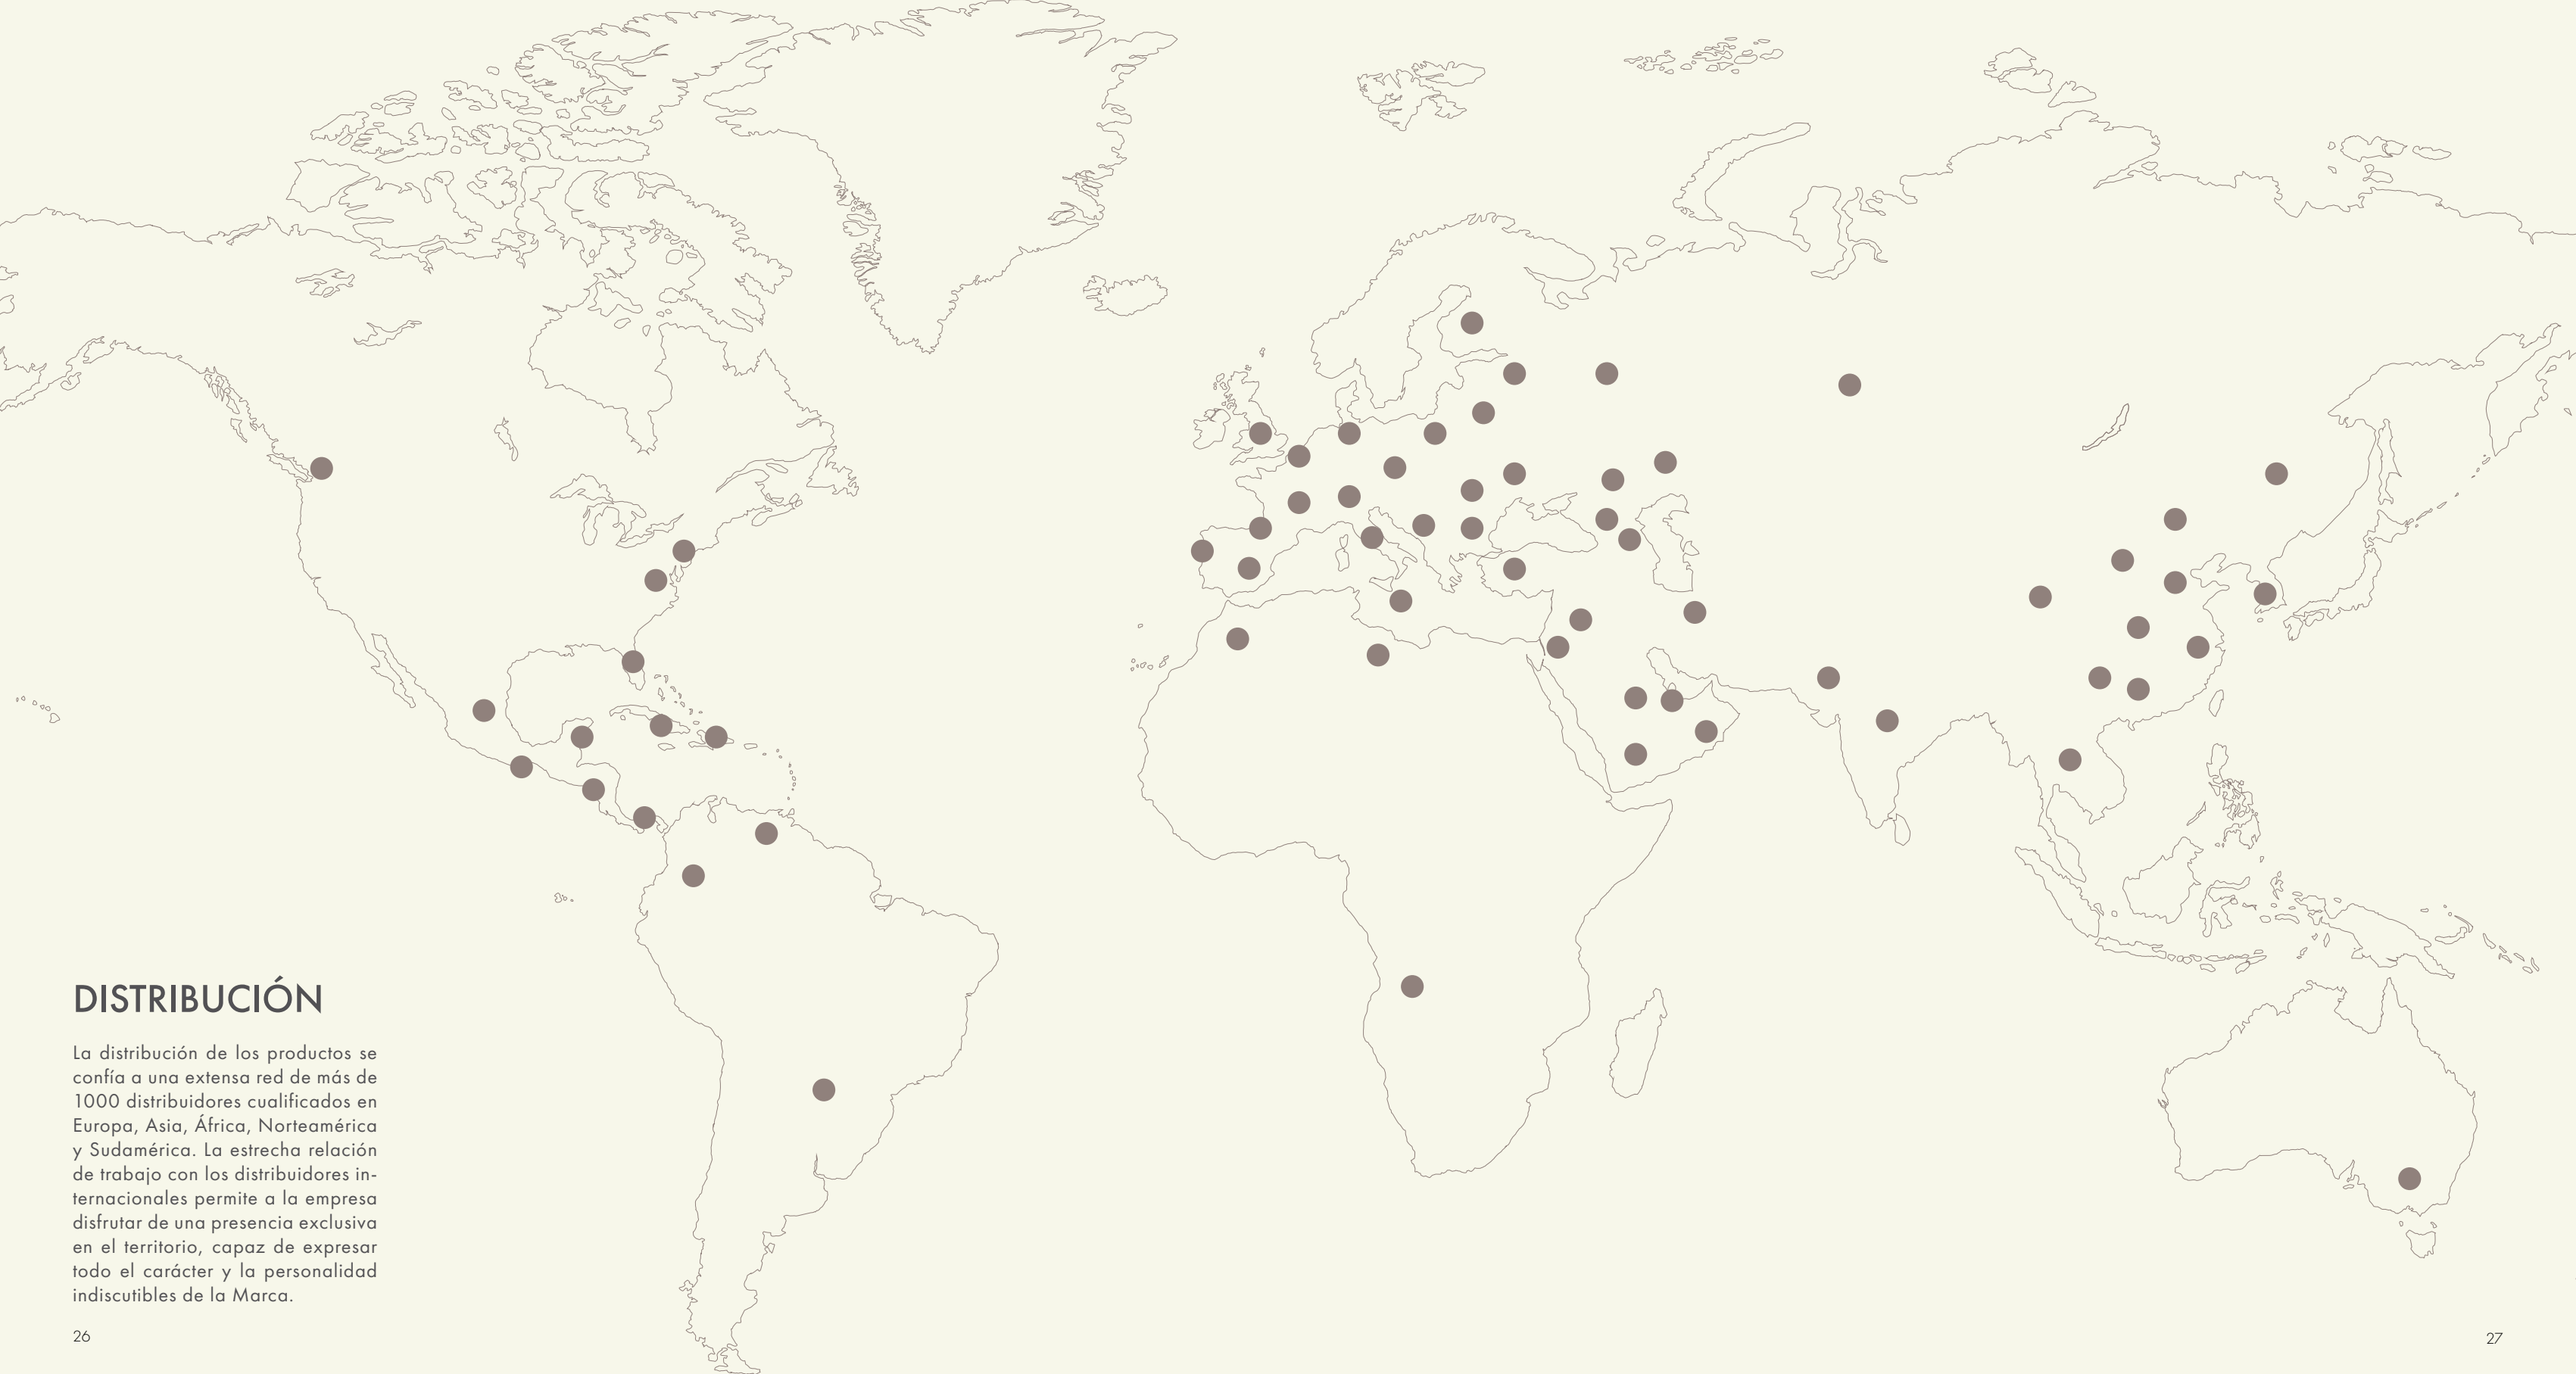 DISTRIBUCIÓN
La distribución de los productos se
confía a una extensa red de más de
1000 distribuidores cualificados en
Europa, Asia, África, Norteamérica
y Sudamérica. La estrecha relación
de trabajo con los distribuidores in-
ternacionales permite a la empresa
disfrutar de una presencia exclusiva
en el territorio, capaz de expresar
todo el carácter y la personalidad
indiscutibles de la Marca.
26
27